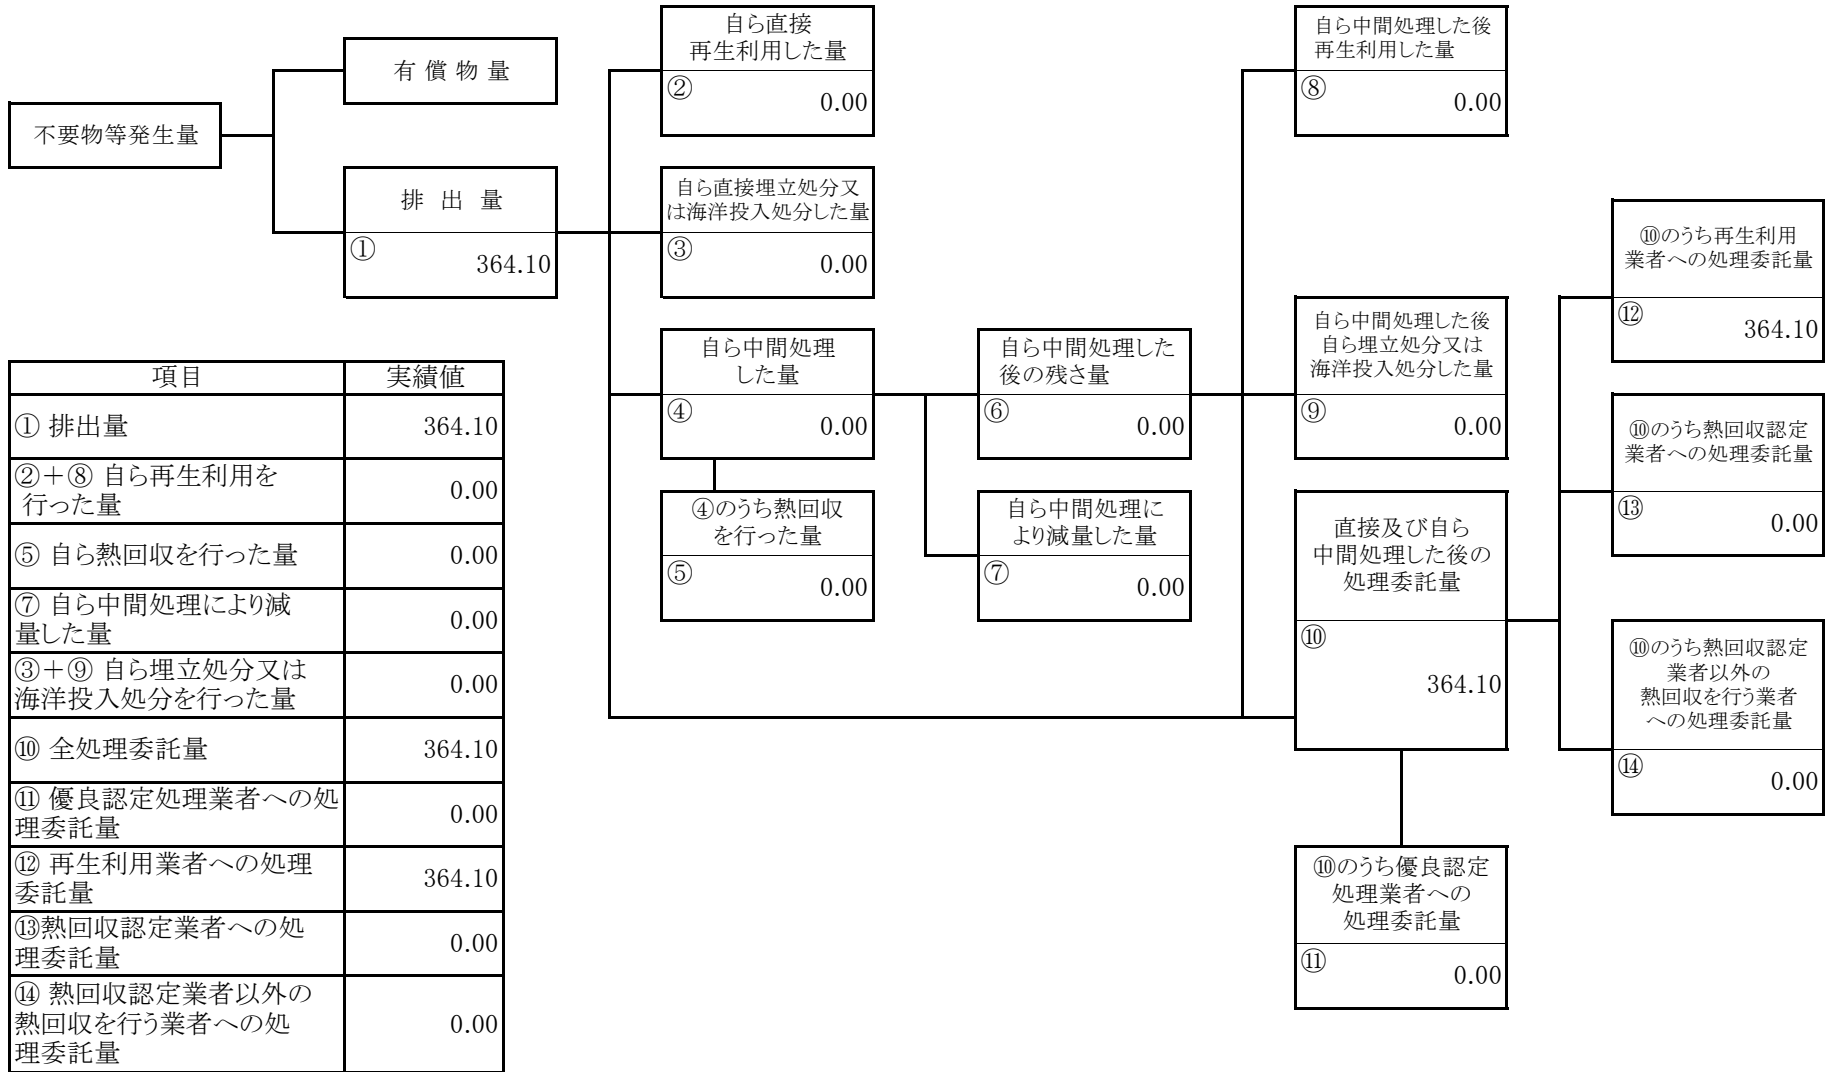 不要物等発生量
有 償 物 量
排 出 量
①
364.10
自ら直接
再生利用した量
②
0.00
自ら直接埋立処分又
は海洋投入処分した量
③
0.00
自ら中間処理
した量
④
0.00
④のうち熱回収
を行った量
⑤
0.00
自ら中間処理した
後の残さ量
⑥
0.00
自ら中間処理に
より減量した量
⑦
0.00
自ら中間処理した後
再生利用した量
⑧
0.00
自ら中間処理した後
自ら埋立処分又は
海洋投入処分した量
⑨
0.00
直接及び自ら
中間処理した後の
処理委託量
⑩
364.10
⑩のうち優良認定
処理業者への
処理委託量
⑪
0.00
⑩のうち再生利用
業者への処理委託量
⑫
364.10
⑩のうち熱回収認定
業者への処理委託量
⑬
0.00
⑩のうち熱回収認定
業者以外の
熱回収を行う業者
への処理委託量
⑭
0.00
項目 実績値
① 排出量 364.10
②+⑧ 自ら再生利用を
行った量 0.00
⑤ 自ら熱回収を行った量 0.00
⑦ 自ら中間処理により減
量した量 0.00
③+⑨ 自ら埋立処分又は
海洋投入処分を行った量 0.00
⑩ 全処理委託量 364.10
⑪ 優良認定処理業者への処
理委託量 0.00
⑫ 再生利用業者への処理
委託量 364.10
⑬熱回収認定業者への処
理委託量 0.00
⑭ 熱回収認定業者以外の
熱回収を行う業者への処
理委託量 0.00